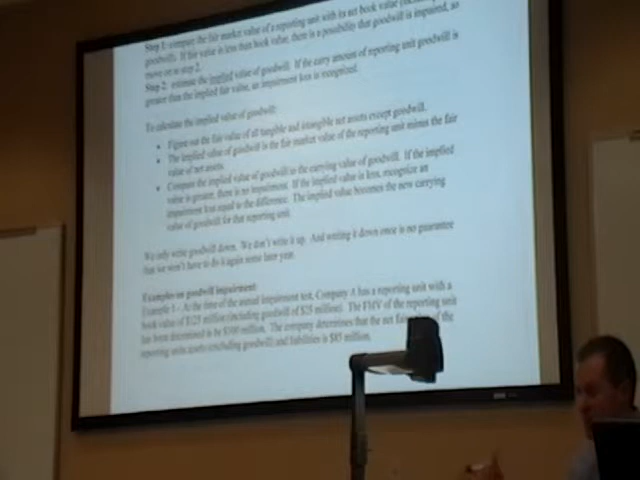 Step 1: compare the fair market value of a reporting unit with its net book value
goodwill). If fair value is less than book value, there is a possibility that goodwill is impaired, so
move on to step 2.
Step 2: estimate the implied value of goodwill. If the carry amount of reporting unit goodwill is
greater than the implied fair value, an impairment loss is recognized.
To calculate the implied value of goodwill:
• Figure out the fair value of all tangible and intangible net assets except goodwill.
• The implied value of goodwill is the fair market value of the reporting unit minus the fair
value of net assets.
• Compare the implied value of goodwill to the carrying value of goodwill. If the implied
value is greater, there is no impairment. If the implied value is less, recognize an
impairment loss equal to the difference. The implied value becomes the new carrying
value of goodwill for that reporting unit.
We only write goodwill down. We don't write it up. And writing it down once is no guarantee
that we won't have to do it again some later year.
Examples on goodwill impairment:
Example 1 - At the time of the annual impairment test, Company A has a reporting unit with a
book value of $125 million (including goodwill of $25 million). The FMV of the reporting unit
has been determined to be $100 million. The company determines that the net fair of the
reporting units assets (excluding goodwill) and liabilities is $85 million.